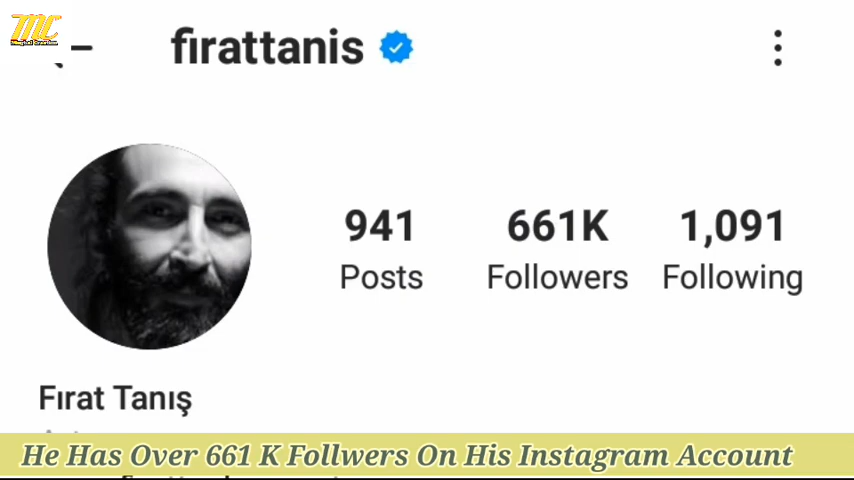 MC
fırattanis
941
661K
1,091
Posts
Followers
Following
Fırat Tanış
He Has Over 661 K Follwers On His Instagram Account